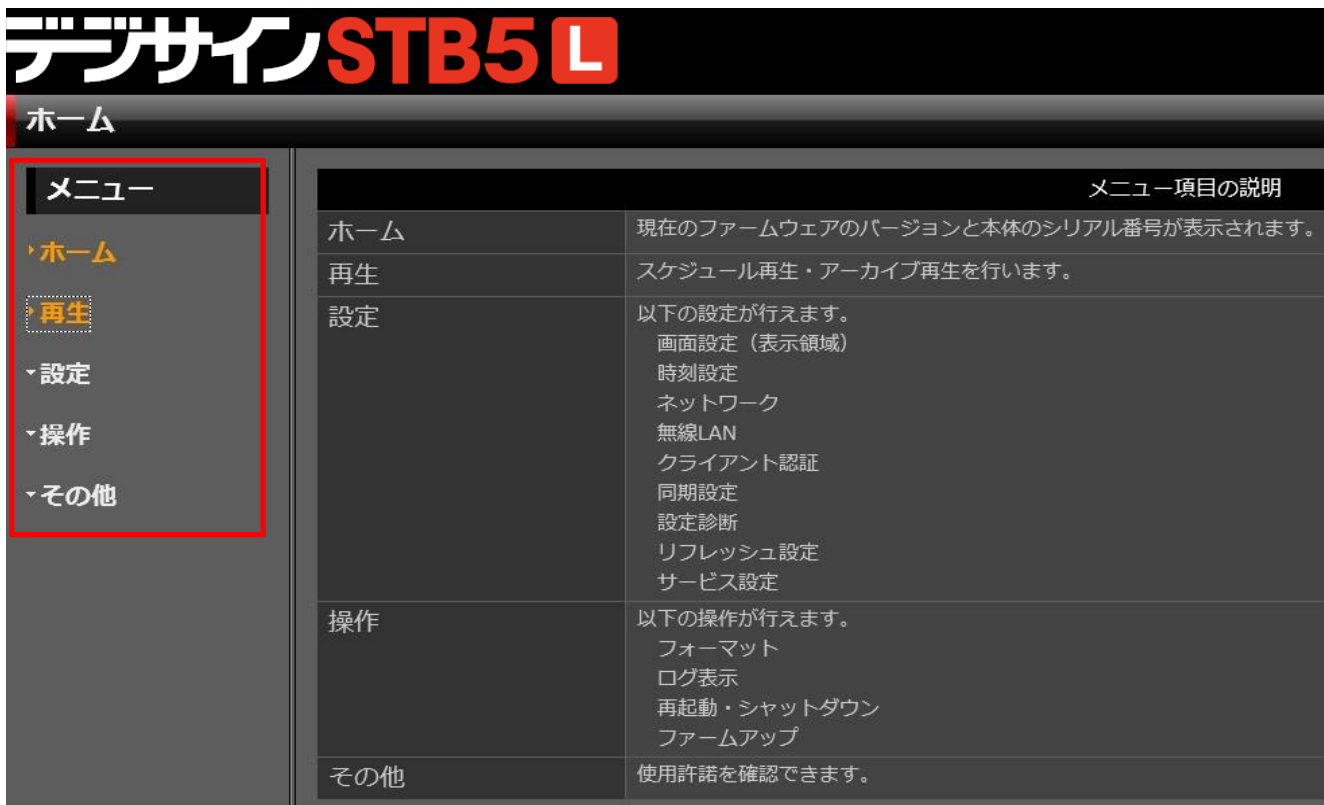 デジサインSTB5 L
ホーム
メニュー
ホーム
再生
設定
操作
その他
メニュー項目の説明
ホーム 現在のファームウェアのバージョンと本体のシリアル番号が表示されます。
再生 スケジュール再生・アーカイブ再生を行います。
設定 以下の設定が行えます。
画面設定（表示領域）
時刻設定
ネットワーク
無線LAN
クライアント認証
同期設定
設定診断
リフレッシュ設定
サービス設定
操作 以下の操作が行えます。
フォーマット
ログ表示
再起動・シャットダウン
ファームアップ
その他 使用許諾を確認できます。